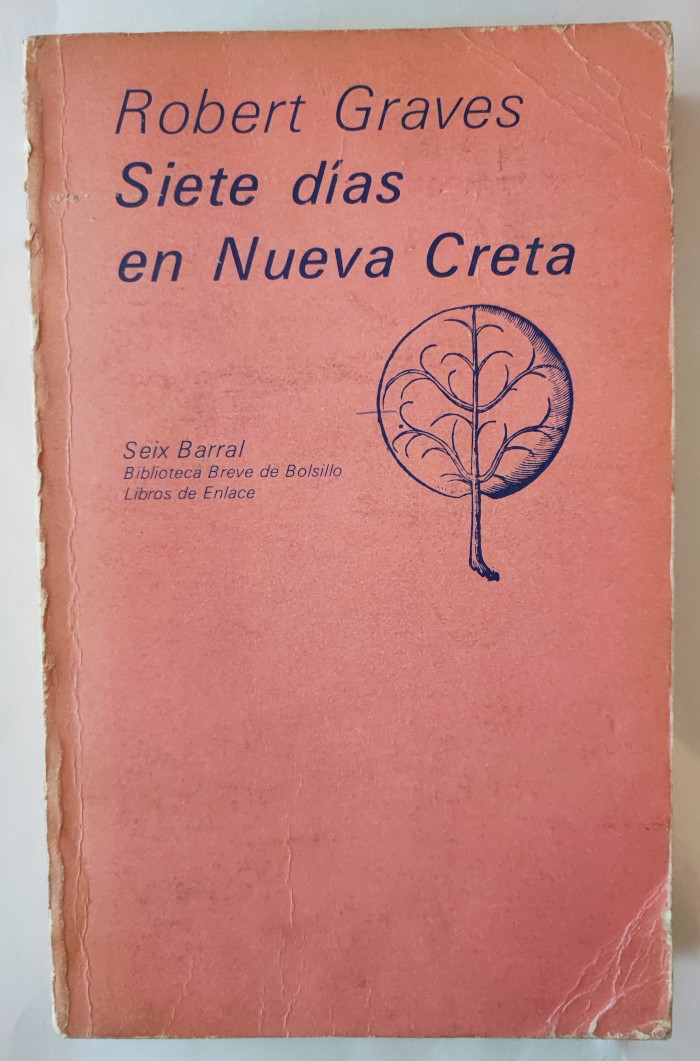 Robert Graves
Siete días
en Nueva Creta
Seix Barral
Biblioteca Breve de Bolsillo
Libros de Enlace